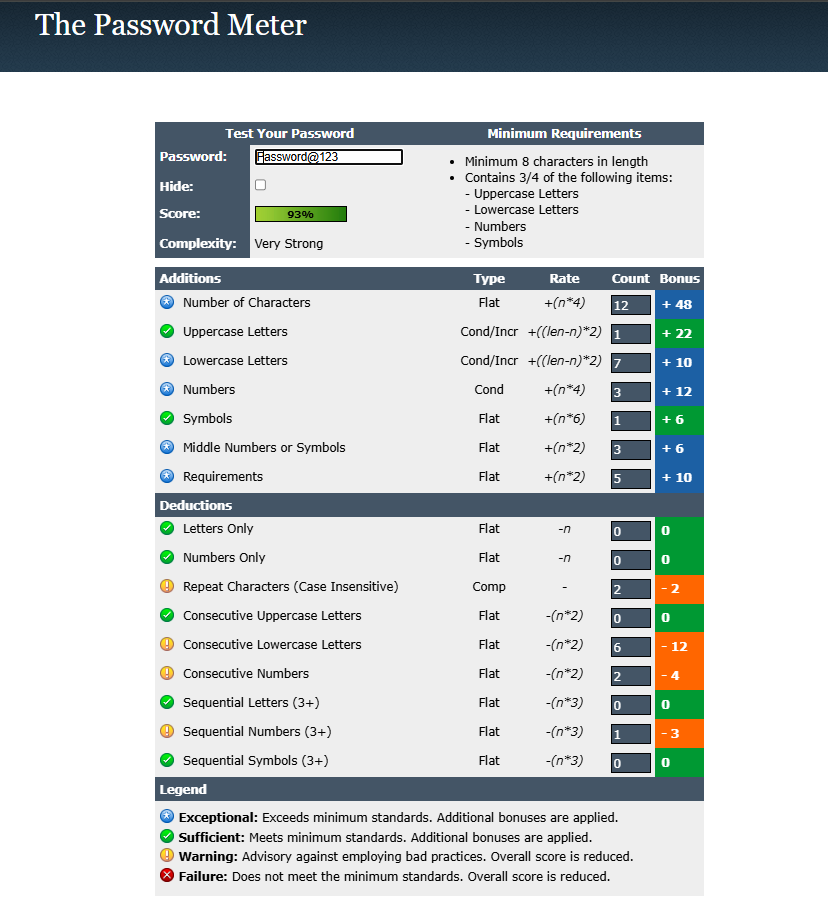 The Password Meter
Test Your Password Minimum Requirements
Password: Password@123
• Minimum 8 characters in length
• Contains 3/4 of the following items:
- Uppercase Letters
- Lowercase Letters
- Numbers
- Symbols
Hide:
Score: 93%
Complexity: Very Strong
Additions Type Rate Count Bonus
Number of Characters Flat +(n*4) 12 + 48
Uppercase Letters Cond/Incr +((len-n)*2) 1 + 22
Lowercase Letters Cond/Incr +((len-n)*2) 7 + 10
Numbers Cond +(n*4) 3 + 12
Symbols Flat +(n*6) 1 + 6
Middle Numbers or Symbols Flat +(n*2) 3 + 6
Requirements Flat +(n*2) 5 + 10
Deductions
Letters Only Flat -n 0 0
Numbers Only Flat -n 0 0
Repeat Characters (Case Insensitive) Comp - 2 - 2
Consecutive Uppercase Letters Flat -(n*2) 0 0
Consecutive Lowercase Letters Flat -(n*2) 6 - 12
Consecutive Numbers Flat -(n*2) 2 - 4
Sequential Letters (3+) Flat -(n*3) 0 0
Sequential Numbers (3+) Flat -(n*3) 1 - 3
Sequential Symbols (3+) Flat -(n*3) 0 0
Legend
Exceptional: Exceeds minimum standards. Additional bonuses are applied.
Sufficient: Meets minimum standards. Additional bonuses are applied.
Warning: Advisory against employing bad practices. Overall score is reduced.
Failure: Does not meet the minimum standards. Overall score is reduced.